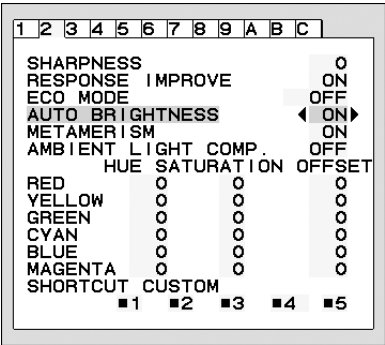 1 2 3 4 5 6 7 8 9 A B C
SHARPNESS 0
RESPONSE IMPROVE ON
ECO MODE OFF
AUTO BRIGHTNESS ◀ ON▶
METAMERISM ON
AMBIENT LIGHT COMP. OFF
HUE SATURATION OFFSET
RED 0 0 0
YELLOW 0 0 0
GREEN 0 0 0
CYAN 0 0 0
BLUE 0 0 0
MAGENTA 0 0 0
SHORTCUT CUSTOM
■1 ■2 ■3 ■4 ■5